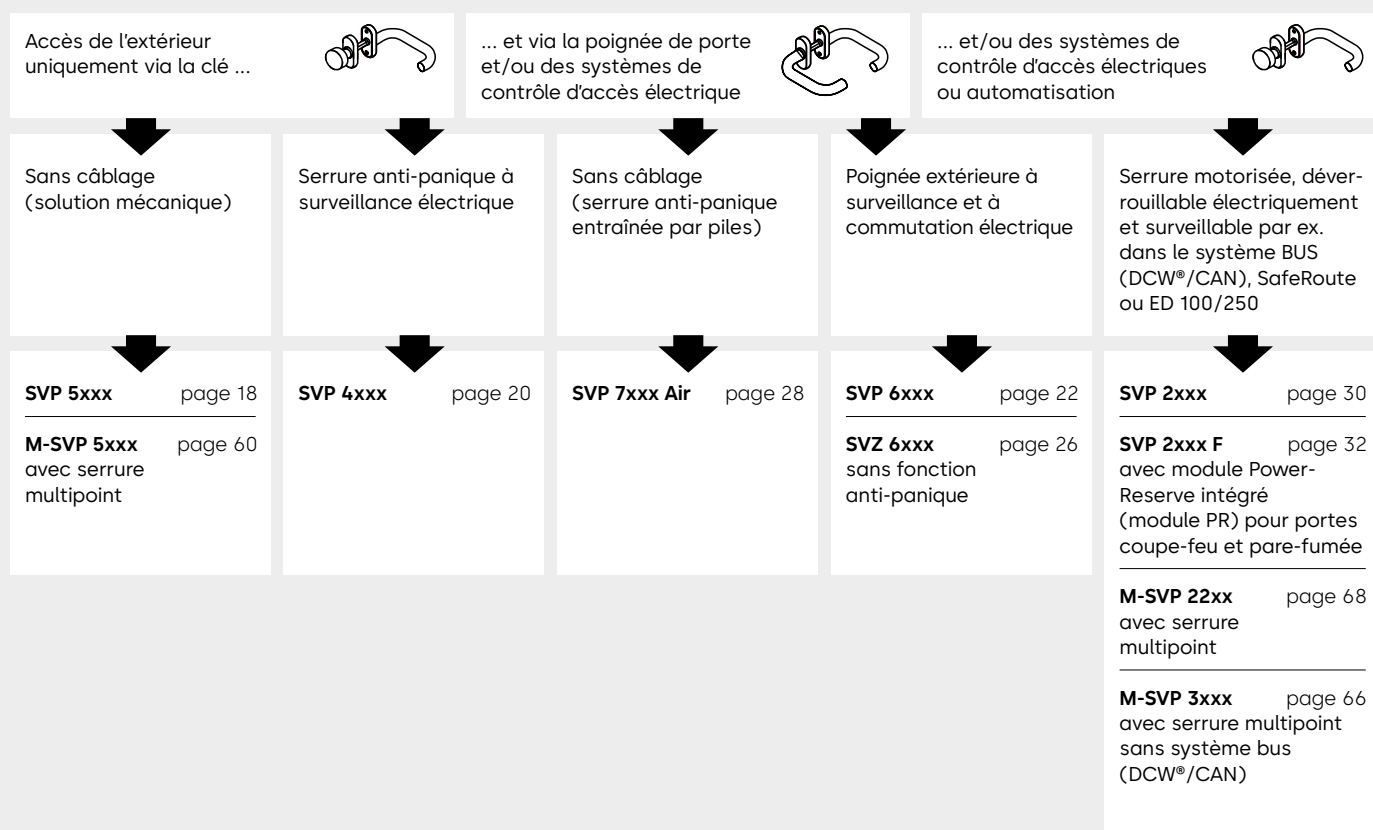 Accès de l'extérieur
uniquement via la clé ...
... et via la poignée de porte
et/ou des systèmes de
contrôle d'accès électrique
... et/ou des systèmes de
contrôle d'accès électriques
ou automatisation
Sans câblage
(solution mécanique)
Serrure anti-panique à
surveillance électrique
Sans câblage
(serrure anti-panique
entraînée par piles)
Poignée extérieure à
surveillance et à
commutation électrique
Serrure motorisée, déver-
rouillable électriquement
et surveillable par ex.
dans le système BUS
(DCW®/CAN), SafeRoute
ou ED 100/250
SVP 5xxx page 18
M-SVP 5xxx page 60
avec serrure
multipoint
SVP 4xxx page 20
SVP 7xxx Air page 28
SVP 6xxx page 22
SVZ 6xxx page 26
sans fonction
anti-panique
SVP 2xxx page 30
SVP 2xxx F page 32
avec module Power-
Reserve intégré
(module PR) pour portes
coupe-feu et pare-fumée
M-SVP 22xx page 68
avec serrure
multipoint
M-SVP 3xxx page 66
avec serrure multipoint
sans système bus
(DCW®/CAN)